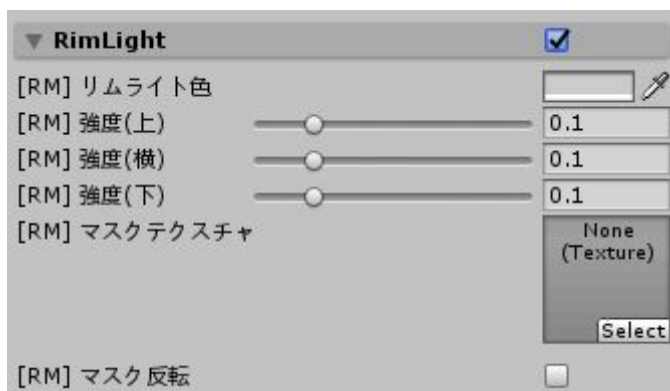 RimLight
[RM] リムライト色
[RM] 強度(上) 0.1
[RM] 強度(横) 0.1
[RM] 強度(下) 0.1
[RM] マスクテクスチャ
None
(Texture)
Select
[RM] マスク反転